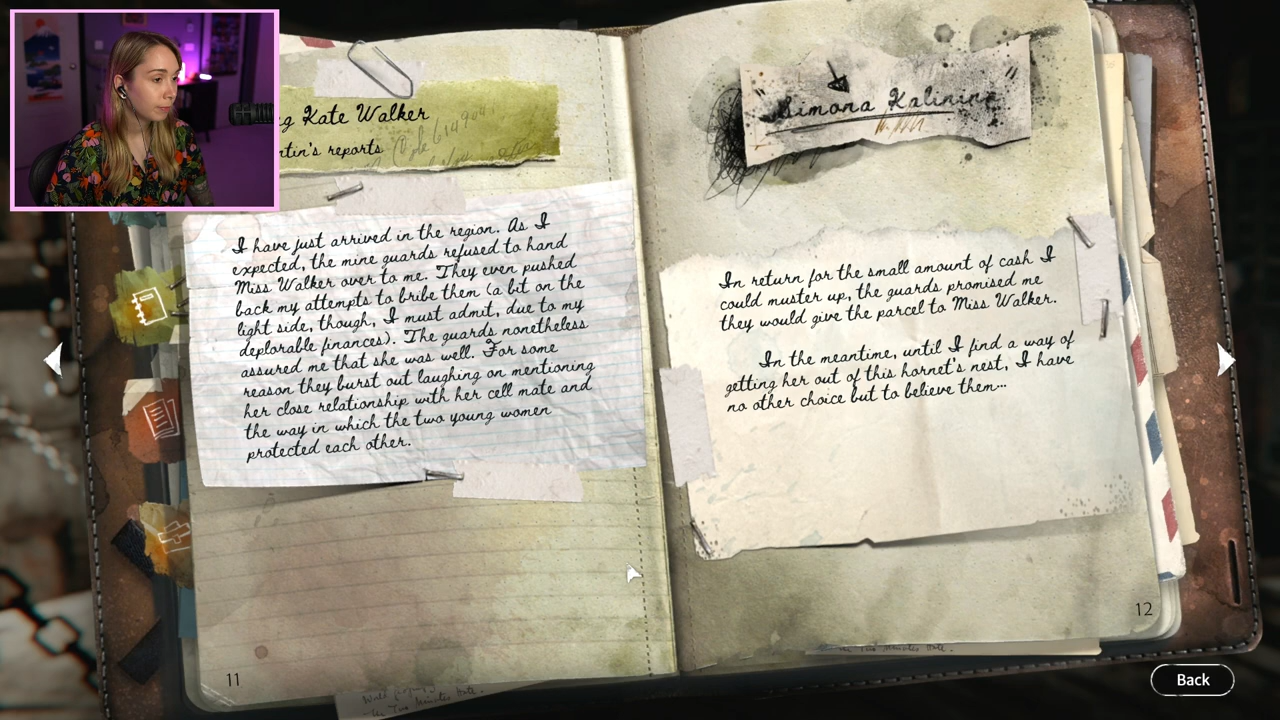 g Kate Walker
ntin's reports
I have just arrived in the region. As I
expected, the mine guards refused to hand
Miss Walker over to me. They even pushed
back my attempts to bribe them (a bit on the
light side, though, I must admit, due to my
deplorable finances). The guards nonetheless
assured me that she was well. For some
reason they burst out laughing on mentioning
her close relationship with her cell mate and
the way in which the two young women
protected each other.
11
Simona Kalinine
In return for the small amount of cash I
could muster up, the guards promised me
they would give the parcel to Miss Walker.
In the meantime, until I find a way of
getting her out of this hornet's nest, I have
no other choice but to believe them...
12
Back